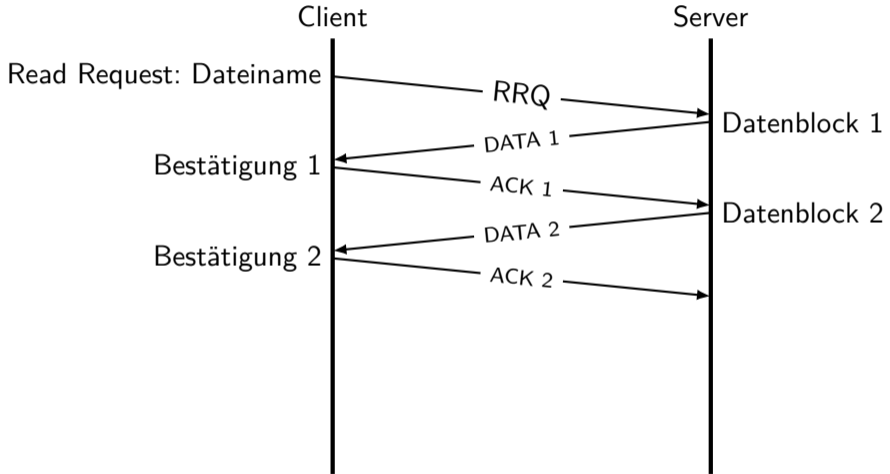 Client
Server
Read Request: Dateiname
RRQ
Datenblock 1
DATA 1
Bestätigung 1
ACK 1
Datenblock 2
DATA 2
Bestätigung 2
ACK 2